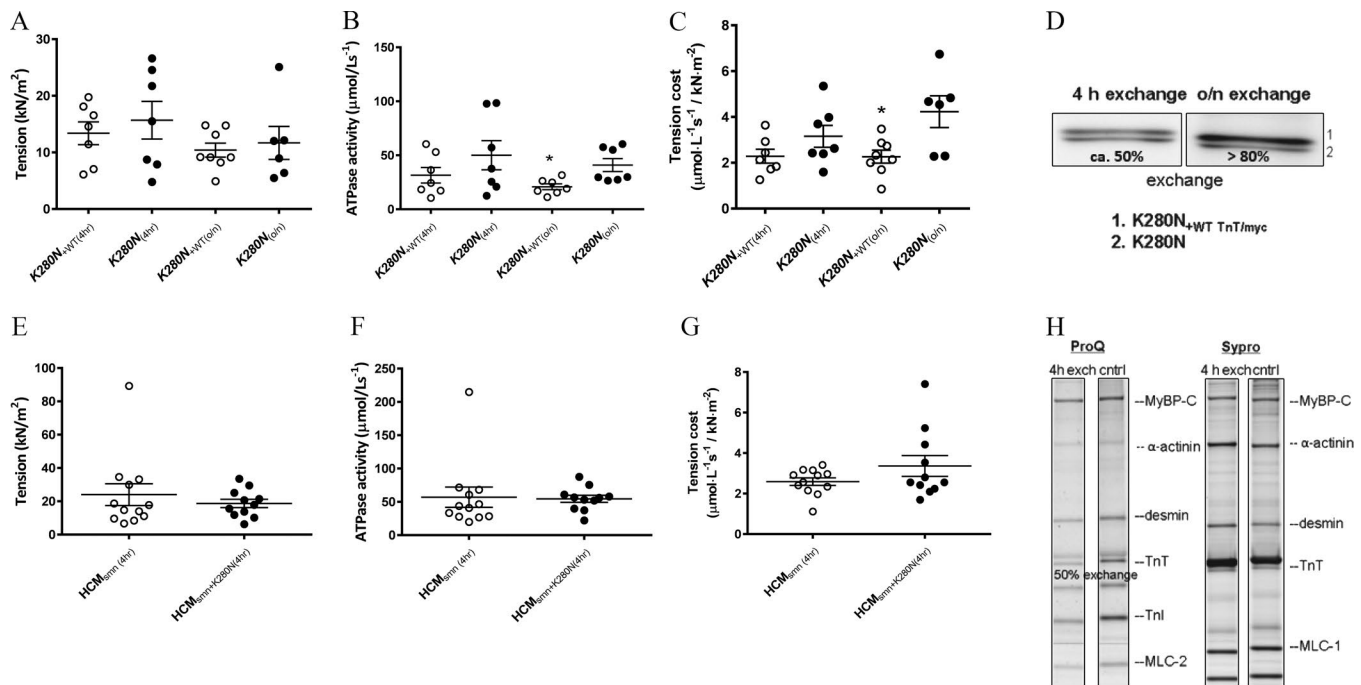 A
Tension (kN/m²)
30
20
10
0
K280N+WT(4hr)
K280N(4hr)
K280N+WT(o/n)
K280N(o/n)
B
ATPase activity (µmol/Ls⁻¹)
150
100
50
0
*
K280N+WT(4hr)
K280N(4hr)
K280N+WT(o/n)
K280N(o/n)
C
Tension cost
(µmol·L⁻¹s⁻¹ / kN·m⁻²)
8
6
4
2
0
*
K280N+WT(4hr)
K280N(4hr)
K280N+WT(o/n)
K280N(o/n)
D
4 h exchange o/n exchange
1
2
ca. 50% > 80%
exchange
1. K280N+WT TnT/myc
2. K280N
E
Tension (kN/m²)
100
80
60
40
20
0
HCMsmn (4hr)
HCMsmn+K280N(4hr)
F
ATPase activity (µmol/Ls⁻¹)
250
200
150
100
50
0
HCMsmn (4hr)
HCMsmn+K280N(4hr)
G
Tension cost
(µmol·L⁻¹s⁻¹ / kN·m⁻²)
8
6
4
2
0
HCMsmn (4hr)
HCMsmn+K280N(4hr)
H
ProQ
4h exch cntrl
--MyBP-C
--α-actinin
--desmin
--TnT
50% exchange
--TnI
--MLC-2
Sypro
4 h exch cntrl
--MyBP-C
--α-actinin
--desmin
--TnT
--MLC-1